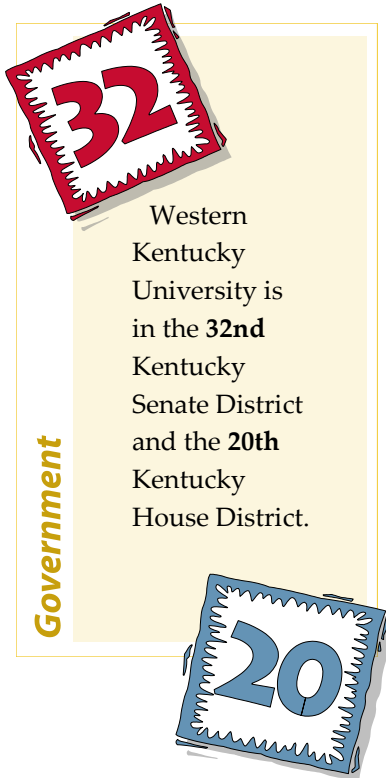 32
Western
Kentucky
University is
in the 32nd
Kentucky
Senate District
and the 20th
Kentucky
House District.
Government
20